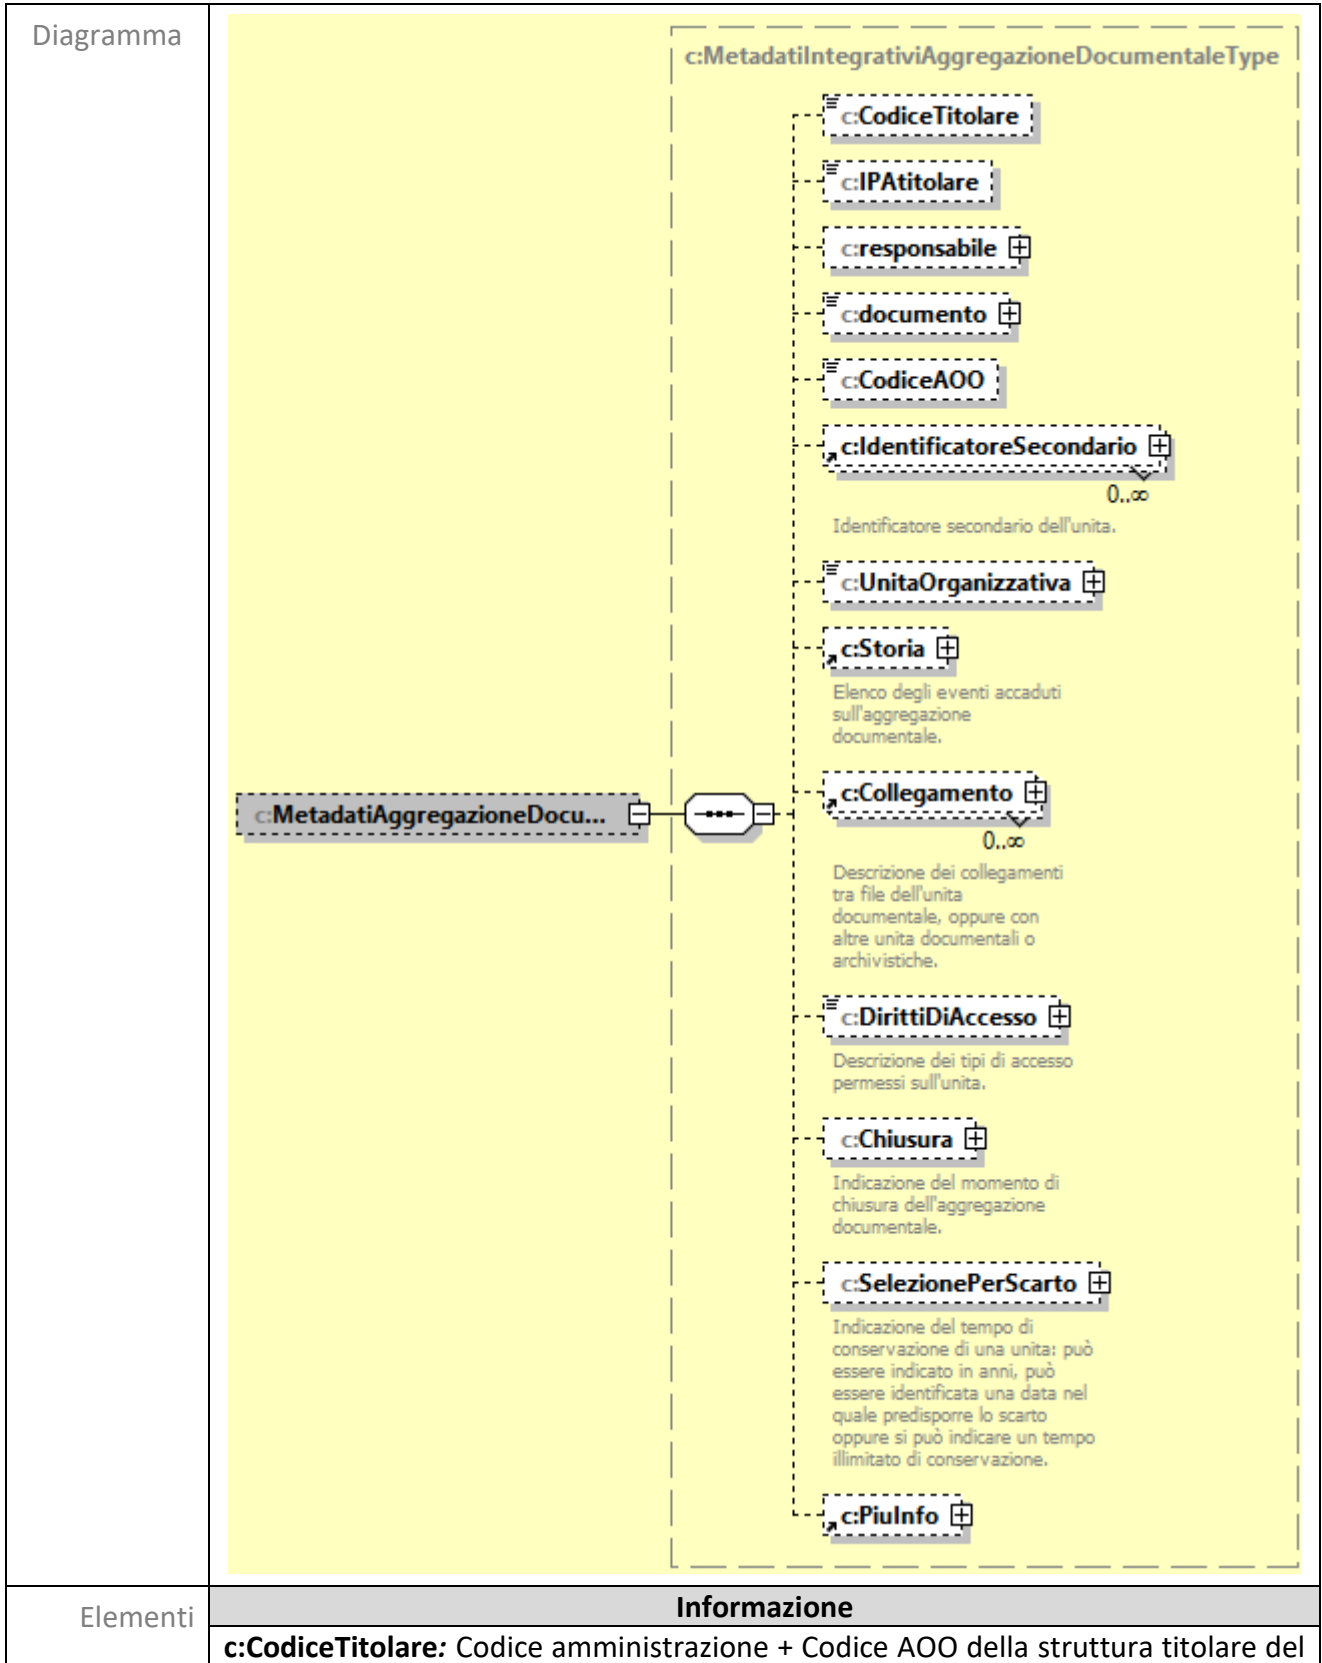 Diagramma
c:MetadatiIntegrativiAggregazioneDocumentaleType
c:CodiceTitolare
c:IPAtitolare
c:responsabile
c:documento
c:CodiceAOO
c:IdentificatoreSecondario
0..∞
Identificatore secondario dell'unita.
c:UnitaOrganizzativa
c:Storia
Elenco degli eventi accaduti
sull'aggregazione
documentale.
c:MetadatiAggregazioneDocu...
c:Collegamento
0..∞
Descrizione dei collegamenti
tra file dell'unita
documentale, oppure con
altre unita documentali o
archivistiche.
c:DirittiDiAccesso
Descrizione dei tipi di accesso
permessi sull'unita.
c:Chiusura
Indicazione del momento di
chiusura dell'aggregazione
documentale.
c:SelezionePerScarto
Indicazione del tempo di
conservazione di una unita: può
essere indicato in anni, può
essere identificata una data nel
quale predisporre lo scarto
oppure si può indicare un tempo
illimitato di conservazione.
c:PiuInfo
Elementi
Informazione
c:CodiceTitolare: Codice amministrazione + Codice AOO della struttura titolare del